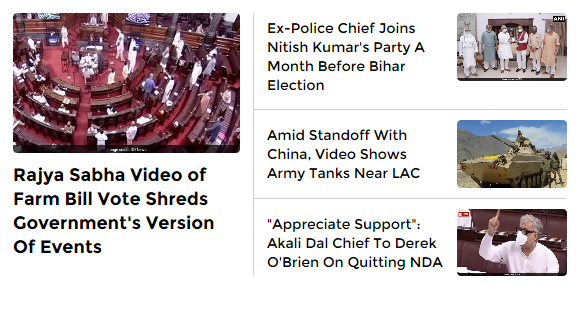 Rajya Sabha Video of
Farm Bill Vote Shreds
Government's Version
Of Events
Ex-Police Chief Joins
Nitish Kumar's Party A
Month Before Bihar
Election
ANI
Amid Standoff With
China, Video Shows
Army Tanks Near LAC
"Appreciate Support":
Akali Dal Chief To Derek
O'Brien On Quitting NDA